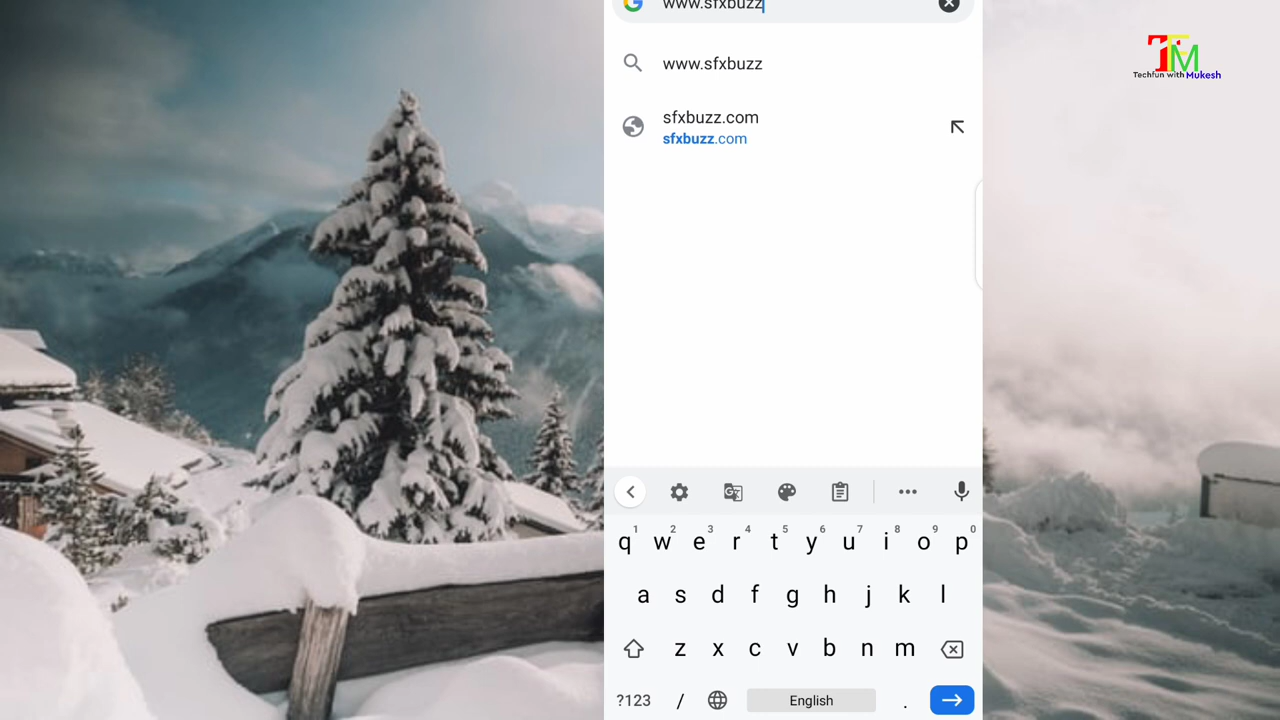 www.sfxbuzz
www.sfxbuzz
sfxbuzz.com
sfxbuzz.com
TFM
Techfun with Mukesh
1 2 3 4 5 6 7 8 9 0
q w e r t y u i o p
a s d f g h j k l
z x c v b n m
?123 / English .